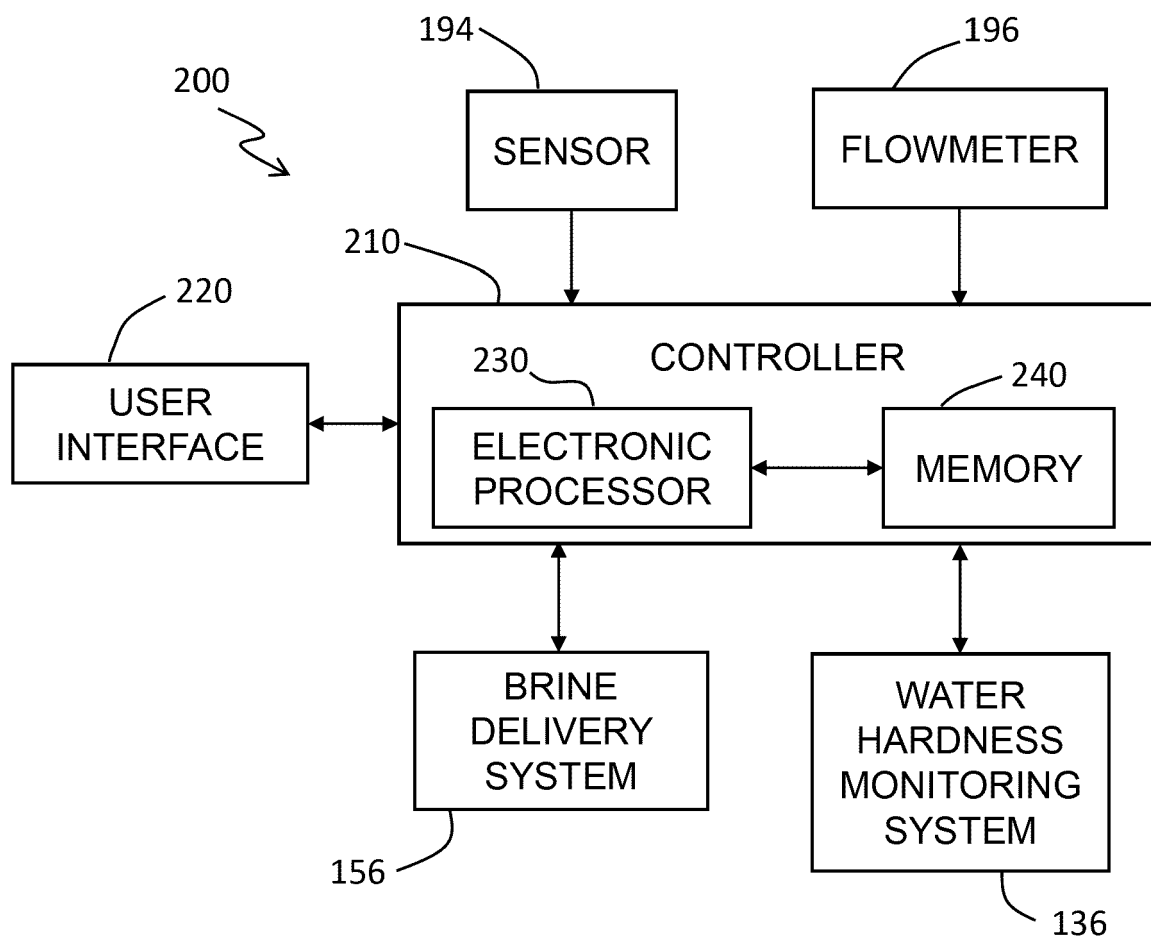 194
196
200
SENSOR
FLOWMETER
210
220
CONTROLLER
230
240
USER
INTERFACE
ELECTRONIC
PROCESSOR
MEMORY
BRINE
DELIVERY
SYSTEM
WATER
HARDNESS
MONITORING
SYSTEM
156
136